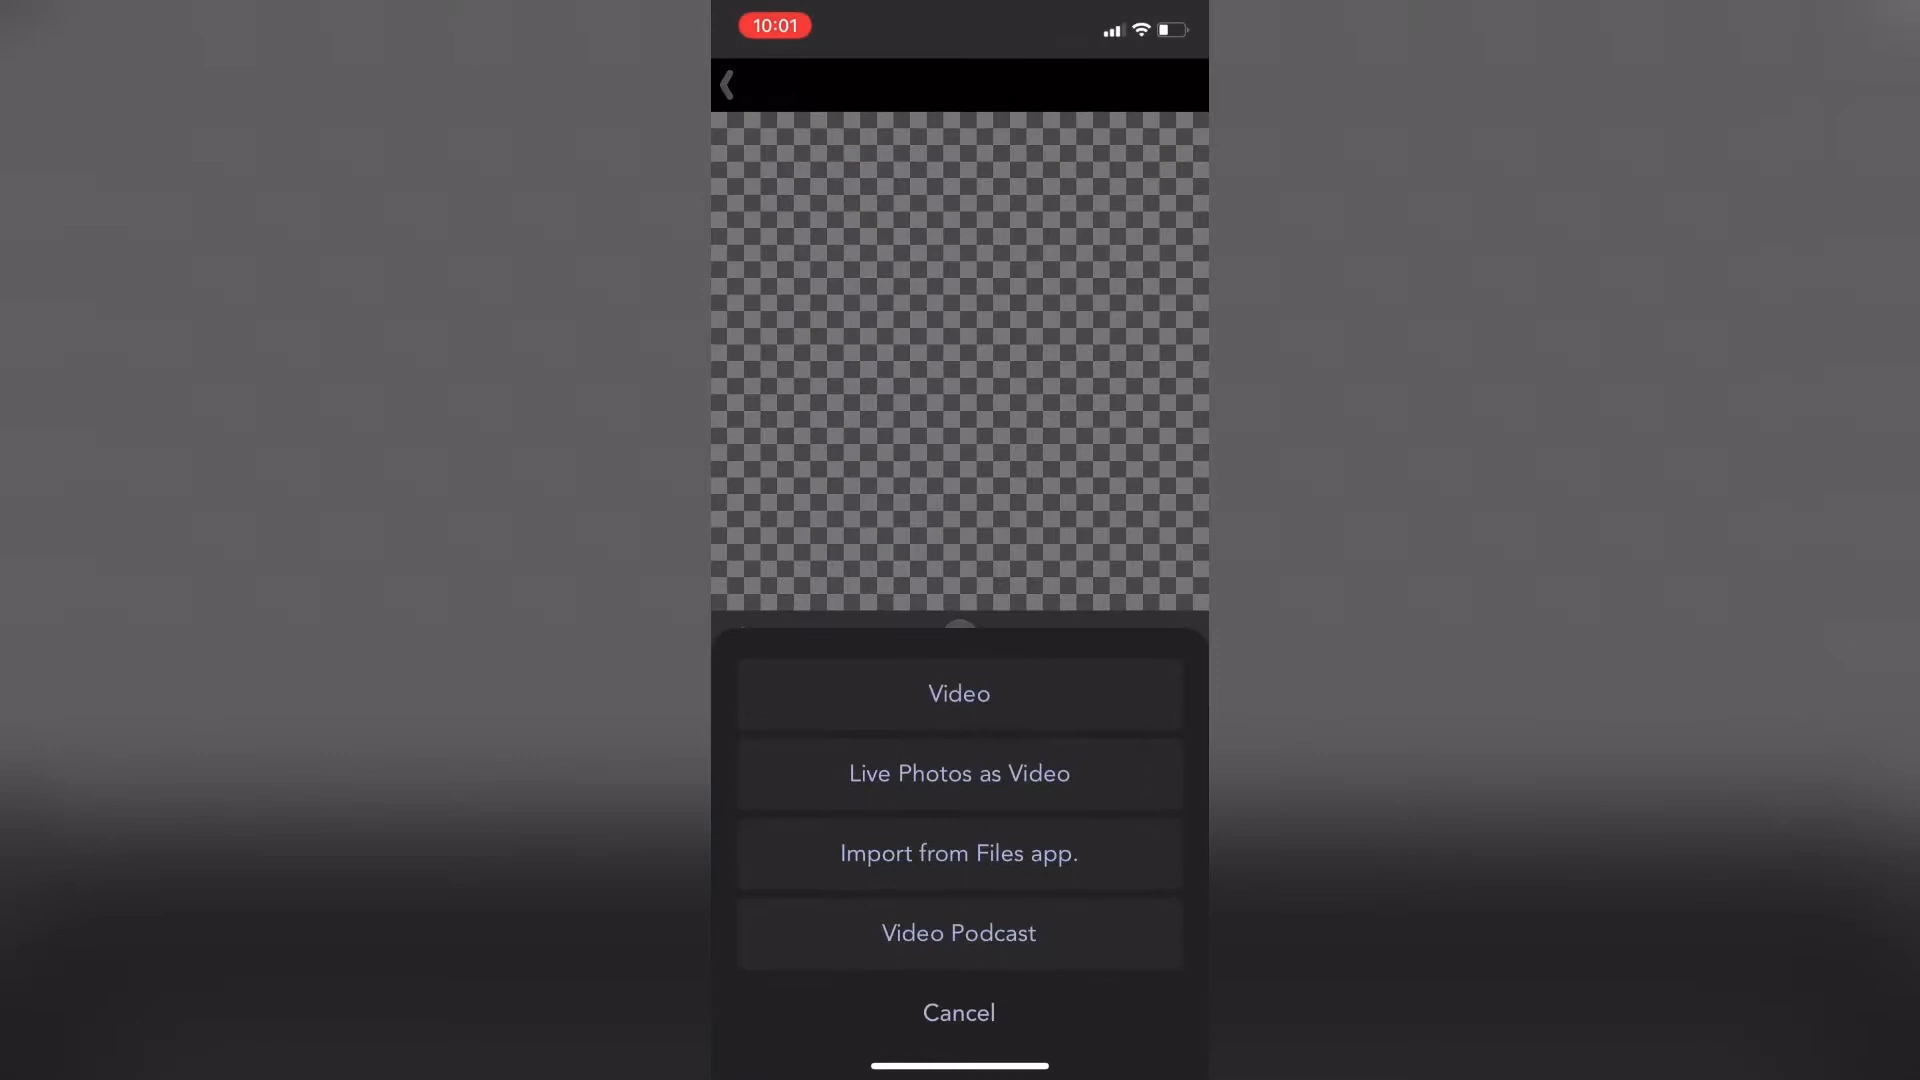 10:01
Video
Live Photos as Video
Import from Files app.
Video Podcast
Cancel